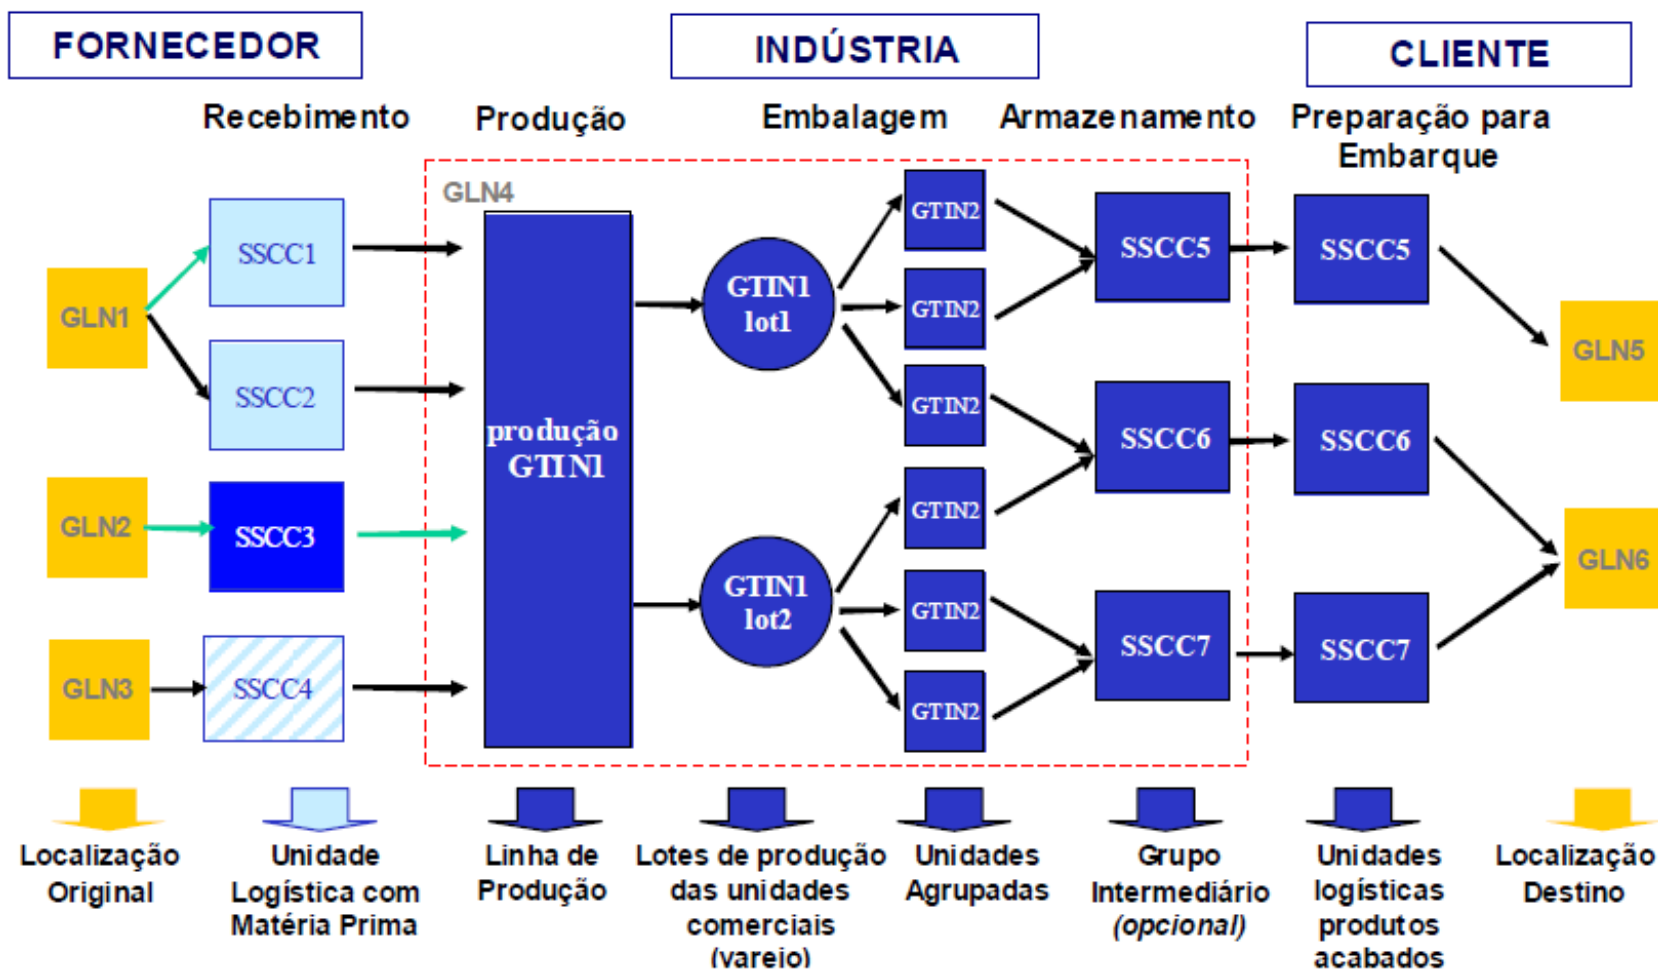 FORNECEDOR
INDÚSTRIA
CLIENTE
Recebimento
Produção
Embalagem
Armazenamento
Preparação para
Embarque
GLN4
GLN1
GLN2
GLN3
SSCC1
SSCC2
SSCC3
SSCC4
produção
GTIN1
GTIN1
lot1
GTIN1
lot2
GTIN2
GTIN2
GTIN2
GTIN2
GTIN2
GTIN2
SSCC5
SSCC6
SSCC7
SSCC5
SSCC6
SSCC7
GLN5
GLN6
Localização
Original
Unidade
Logística com
Matéria Prima
Linha de
Produção
Lotes de produção
das unidades
comerciais
(varejo)
Unidades
Agrupadas
Grupo
Intermediário
(opcional)
Unidades
logísticas
produtos
acabados
Localização
Destino